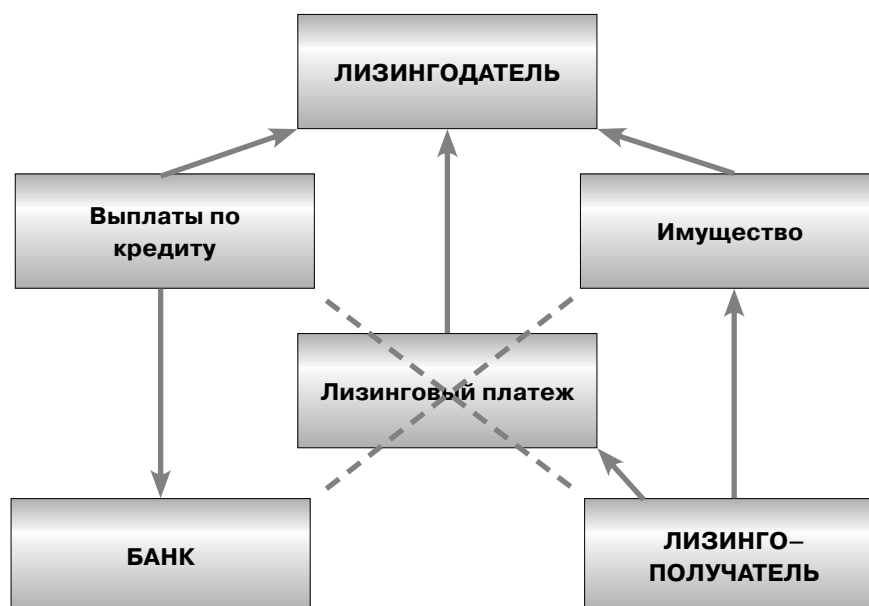 ЛИЗИНГОДАТЕЛЬ
Выплаты по
кредиту
Имущество
Лизинговый платеж
БАНК
ЛИЗИНГО–
ПОЛУЧАТЕЛЬ